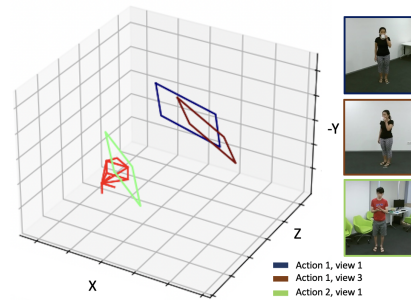 -Y
Z
X
Action 1, view 1
Action 1, view 3
Action 2, view 1